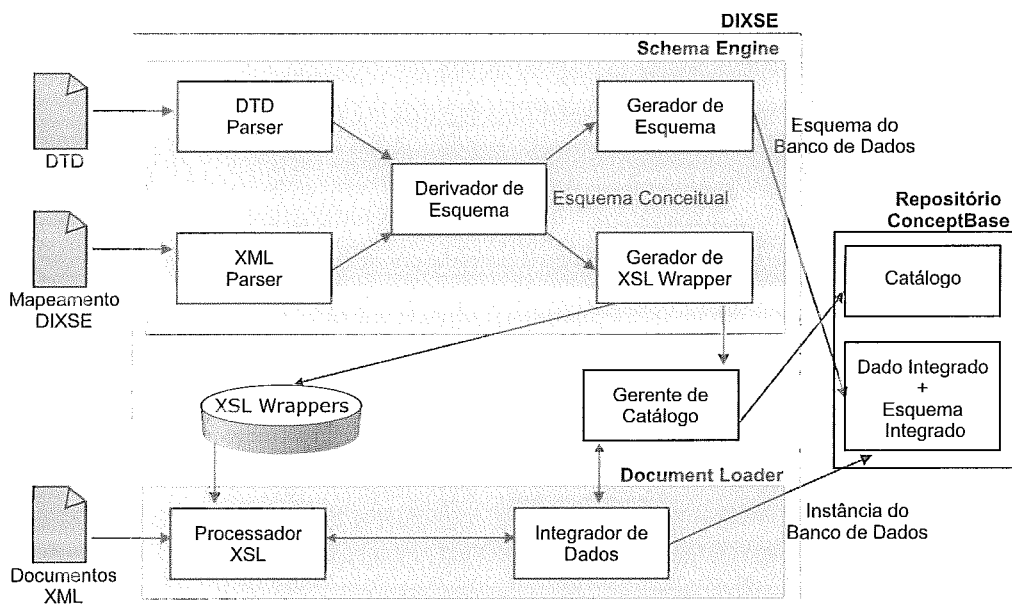 DIXSE
Schema Engine
DTD
DTD
Parser
Gerador de
Esquema
Esquema do
Banco de Dados
Derivador de
Esquema
Esquema Conceitual
Repositório
ConceptBase
Mapeamento
DIXSE
XML
Parser
Gerador de
XSL Wrapper
Catálogo
XSL Wrappers
Gerente de
Catálogo
Dado Integrado
+
Esquema
Integrado
Document Loader
Documentos
XML
Processador
XSL
Integrador de
Dados
Instância do
Banco de Dados